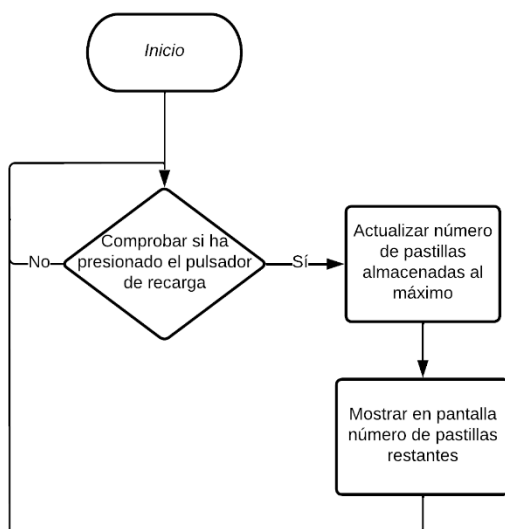 Inicio
Comprobar si ha
presionado el pulsador
de recarga
No
Sí
Actualizar número
de pastillas
almacenadas al
máximo
Mostrar en pantalla
número de pastillas
restantes